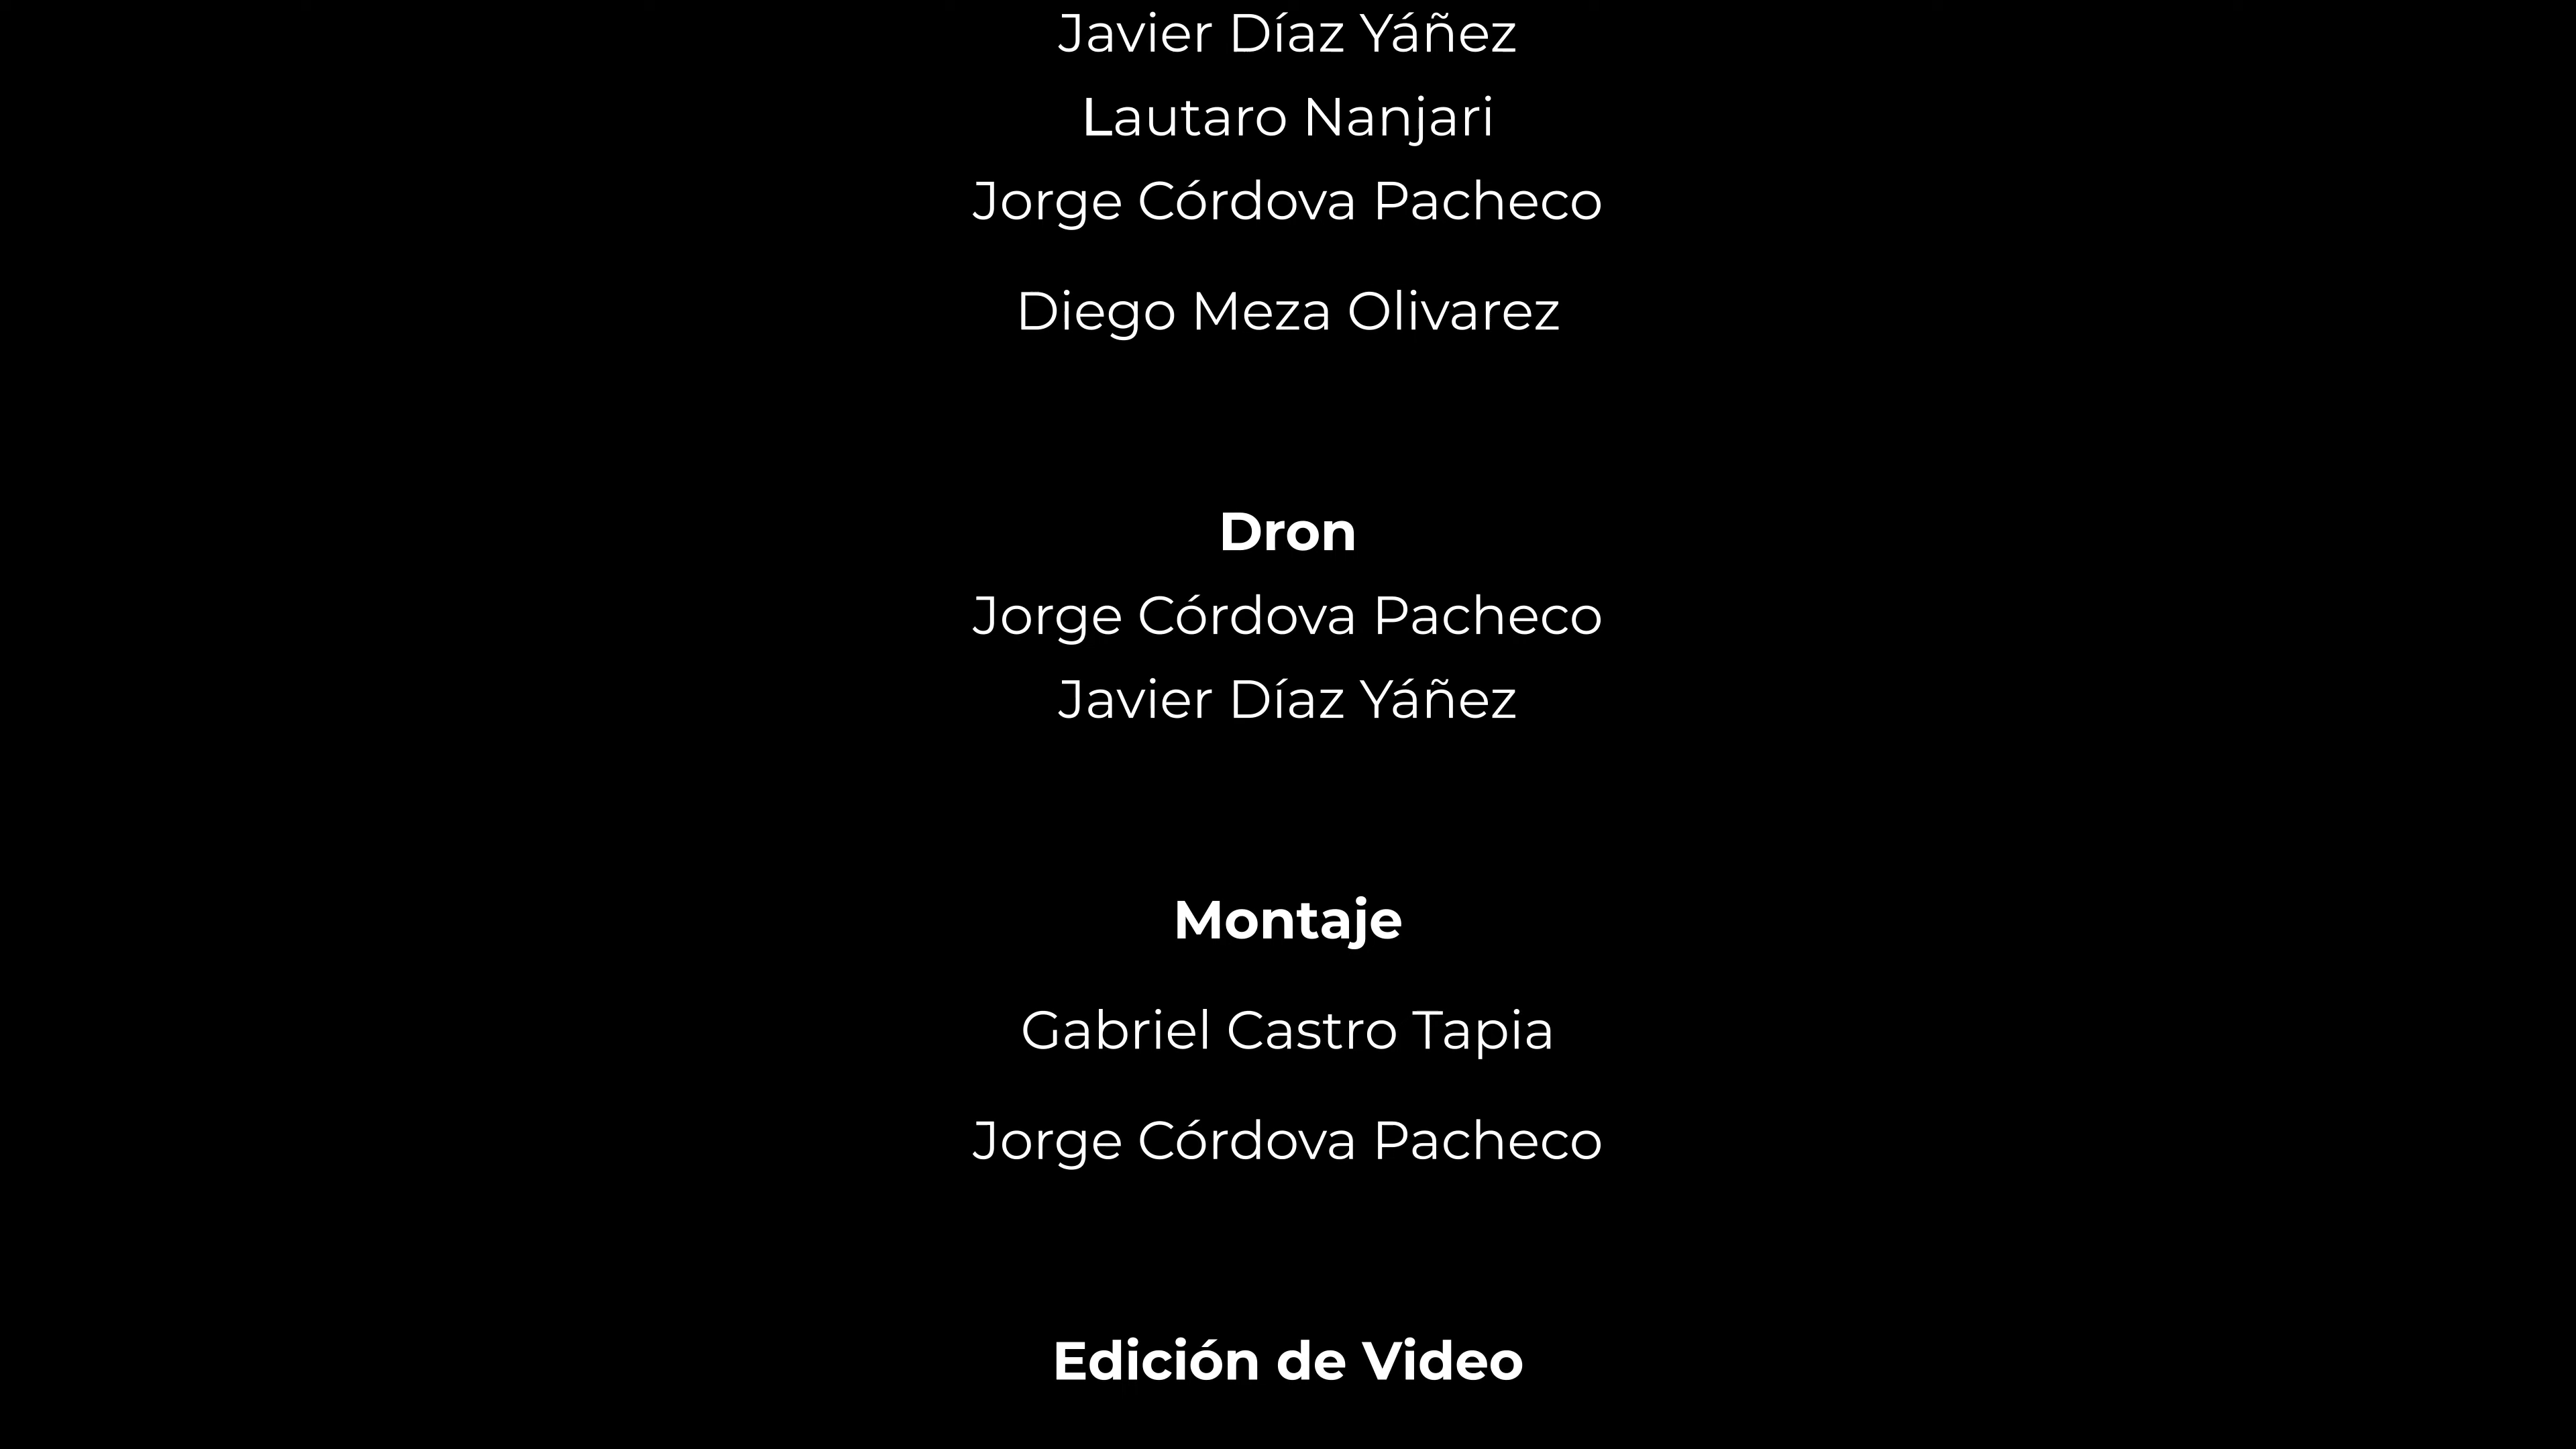 Javier Díaz Yáñez
Lautaro Nanjari
Jorge Córdova Pacheco
Diego Meza Olivarez
Dron
Jorge Córdova Pacheco
Javier Díaz Yáñez
Montaje
Gabriel Castro Tapia
Jorge Córdova Pacheco
Edición de Video